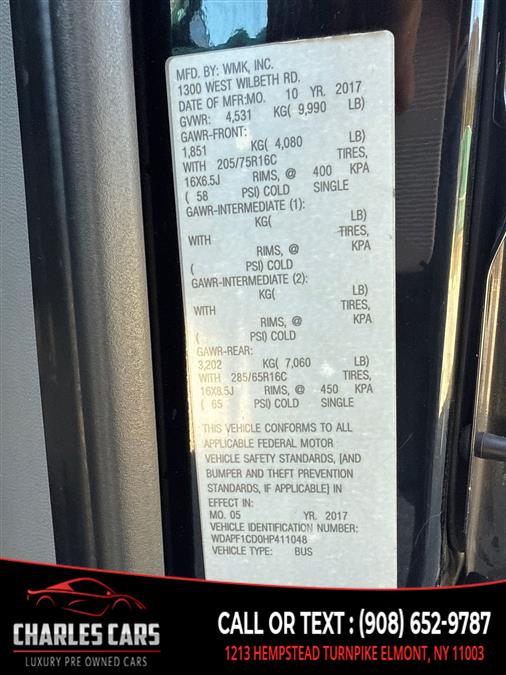 MFD. BY: WMK, INC.
1300 WEST WILBETH RD.
DATE OF MFR:MO. 10 YR. 2017
GVWR: 4,531 KG( 9,990 LB)
GAWR-FRONT:
1,851 KG( 4,080 LB)
WITH 205/75R16C TIRES,
16X6.5J RIMS, @ 400 KPA
( 58 PSI) COLD SINGLE
GAWR-INTERMEDIATE (1):
KG( LB)
WITH TIRES,
RIMS, @ KPA
( PSI) COLD
GAWR-INTERMEDIATE (2):
KG( LB)
WITH TIRES,
RIMS, @ KPA
( PSI) COLD
GAWR-REAR:
3,202 KG( 7,060 LB)
WITH 285/65R16C TIRES,
16X8.5J RIMS, @ 450 KPA
( 65 PSI) COLD SINGLE
THIS VEHICLE CONFORMS TO ALL
APPLICABLE FEDERAL MOTOR
VEHICLE SAFETY STANDARDS, [AND
BUMPER AND THEFT PREVENTION
STANDARDS, IF APPLICABLE] IN
EFFECT IN:
MO. 05 YR. 2017
VEHICLE IDENTIFICATION NUMBER:
WDAPF1CD0HP411048
VEHICLE TYPE: BUS
CHARLES CARS
LUXURY PRE OWNED CARS
CALL OR TEXT : (908) 652-9787
1213 HEMPSTEAD TURNPIKE ELMONT, NY 11003